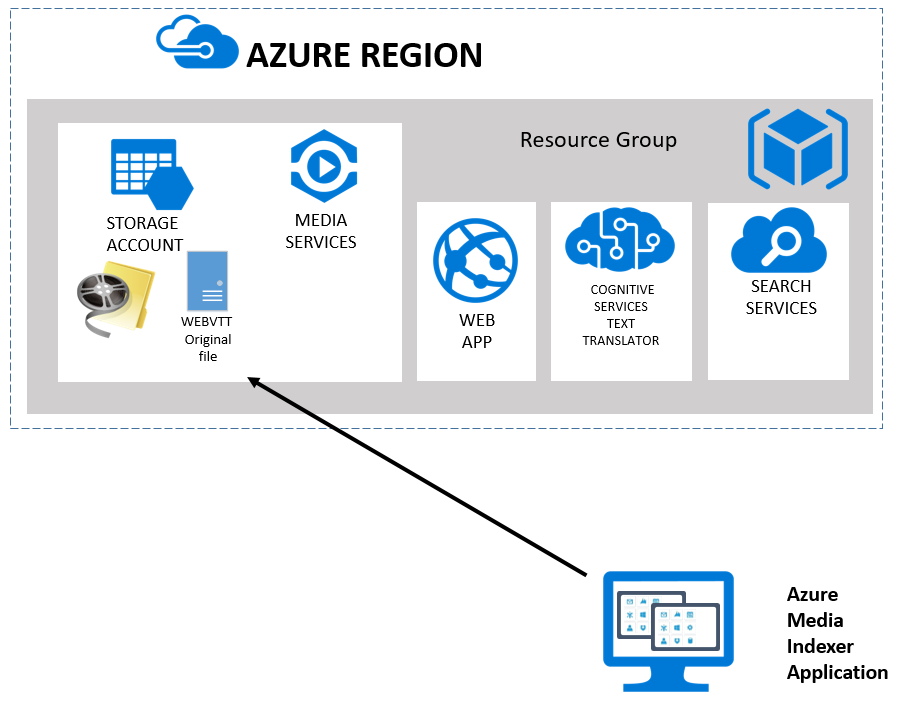 AZURE REGION
Resource Group
STORAGE
ACCOUNT
MEDIA
SERVICES
WEBVTT
Original
file
WEB
APP
COGNITIVE
SERVICES
TEXT
TRANSLATOR
SEARCH
SERVICES
Azure
Media
Indexer
Application